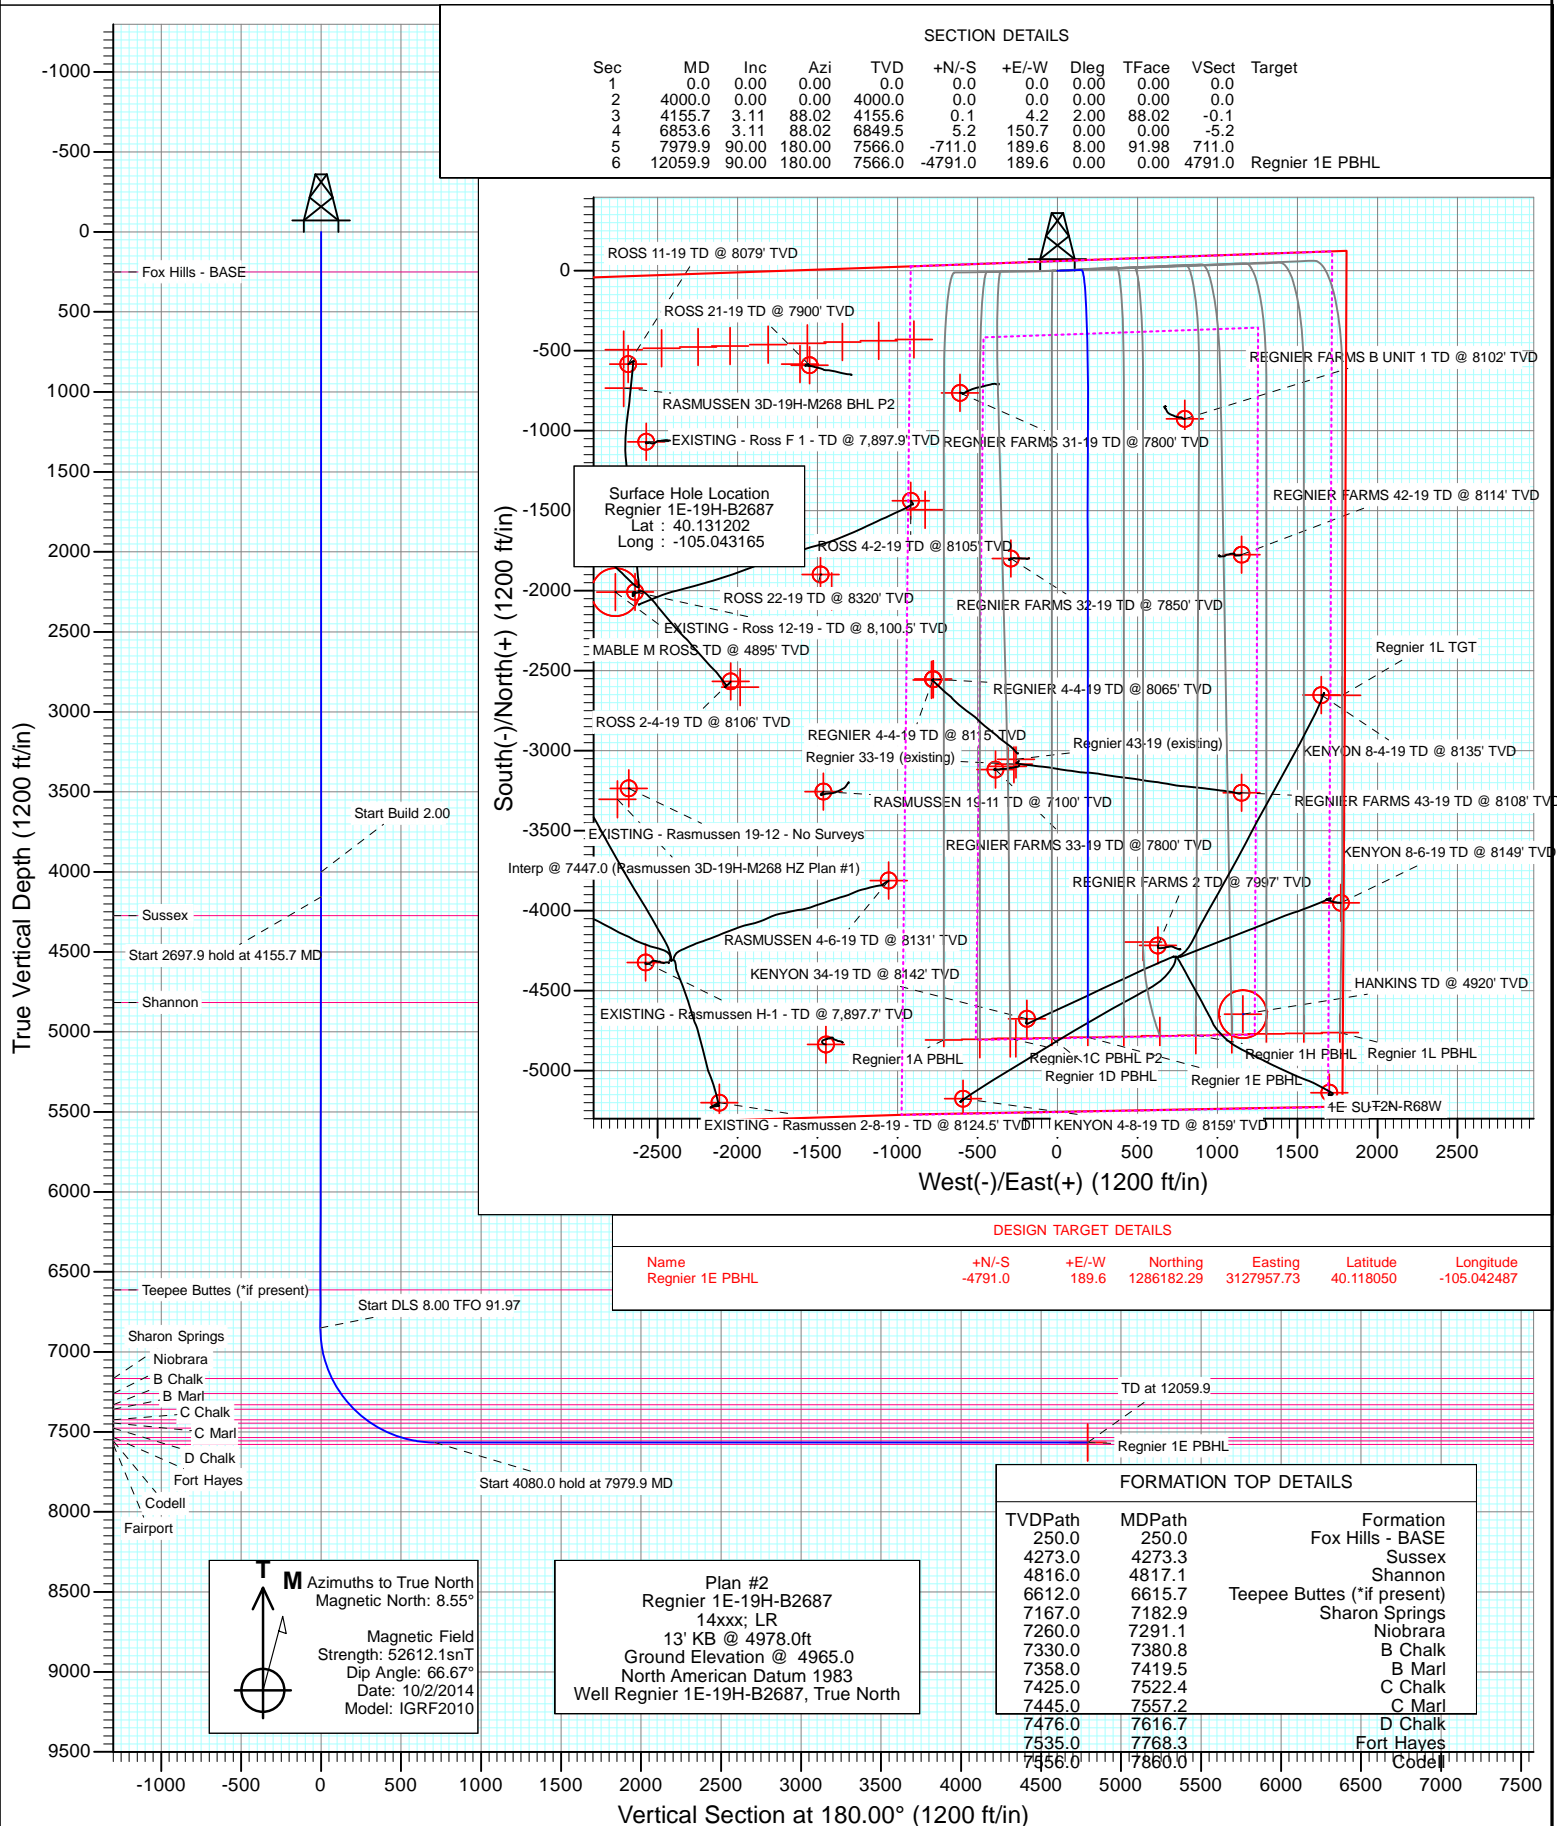 SECTION DETAILS
Sec MD Inc Azi TVD +N/-S +E/-W Dleg TFace VSect Target
1 0.0 0.00 0.00 0.0 0.0 0.0 0.00 0.00 0.0
2 4000.0 0.00 0.00 4000.0 0.0 0.0 0.00 0.00 0.0
3 4155.7 3.11 88.02 4155.6 0.1 4.2 2.00 88.02 -0.1
4 6853.6 3.11 88.02 6849.5 5.2 150.7 0.00 0.00 -5.2
5 7979.9 90.00 180.00 7566.0 -711.0 189.6 8.00 91.98 711.0
6 12059.9 90.00 180.00 7566.0 -4791.0 189.6 0.00 0.00 4791.0 Regnier 1E PBHL
True Vertical Depth (1200 ft/in)
-1000
-500
0
500
1000
1500
2000
2500
3000
3500
4000
4500
5000
5500
6000
6500
7000
7500
8000
8500
9000
9500
Fox Hills - BASE
Start Build 2.00
Sussex
Start 2697.9 hold at 4155.7 MD
Shannon
Teepee Buttes (*if present)
Start DLS 8.00 TFO 91.97
Sharon Springs
Niobrara
B Chalk
B Marl
C Chalk
C Marl
D Chalk
Fort Hayes
Codell
Fairport
Start 4080.0 hold at 7979.9 MD
TD at 12059.9
Regnier 1E PBHL
-1000 -500 0 500 1000 1500 2000 2500 3000 3500 4000 4500 5000 5500 6000 6500 7000 7500
Vertical Section at 180.00° (1200 ft/in)
South(-)/North(+) (1200 ft/in)
0
-500
-1000
-1500
-2000
-2500
-3000
-3500
-4000
-4500
-5000
ROSS 11-19 TD @ 8079' TVD
ROSS 21-19 TD @ 7900' TVD
REGNIER FARMS B UNIT 1 TD @ 8102' TVD
RASMUSSEN 3D-19H-M268 BHL P2
EXISTING - Ross F 1 - TD @ 7,897.9' TVD
REGNIER FARMS 31-19 TD @ 7800' TVD
Surface Hole Location
Regnier 1E-19H-B2687
Lat : 40.131202
Long : -105.043165
REGNIER FARMS 42-19 TD @ 8114' TVD
ROSS 4-2-19 TD @ 8105' TVD
ROSS 22-19 TD @ 8320' TVD
REGNIER FARMS 32-19 TD @ 7850' TVD
EXISTING - Ross 12-19 - TD @ 8,100.5' TVD
MABLE M ROSS TD @ 4895' TVD
Regnier 1L TGT
REGNIER 4-4-19 TD @ 8065' TVD
ROSS 2-4-19 TD @ 8106' TVD
REGNIER 4-4-19 TD @ 8115' TVD
Regnier 43-19 (existing)
Regnier 33-19 (existing)
KENYON 8-4-19 TD @ 8135' TVD
RASMUSSEN 19-11 TD @ 7100' TVD
REGNIER FARMS 43-19 TD @ 8108' TVD
EXISTING - Rasmussen 19-12 - No Surveys
REGNIER FARMS 33-19 TD @ 7800' TVD
KENYON 8-6-19 TD @ 8149' TVD
Interp @ 7447.0 (Rasmussen 3D-19H-M268 HZ Plan #1)
REGNIER FARMS 2 TD @ 7997' TVD
RASMUSSEN 4-6-19 TD @ 8131' TVD
KENYON 34-19 TD @ 8142' TVD
HANKINS TD @ 4920' TVD
EXISTING - Rasmussen H-1 - TD @ 7,897.7' TVD
Regnier 1A PBHL
Regnier 1C PBHL P2
Regnier 1D PBHL
Regnier 1E PBHL
Regnier 1H PBHL
Regnier 1L PBHL
T2N-R68W
EXISTING - Rasmussen 2-8-19 - TD @ 8124.5' TVD
KENYON 4-8-19 TD @ 8159' TVD
-2500 -2000 -1500 -1000 -500 0 500 1000 1500 2000 2500
West(-)/East(+) (1200 ft/in)
DESIGN TARGET DETAILS
Name +N/-S +E/-W Northing Easting Latitude Longitude
Regnier 1E PBHL -4791.0 189.6 1286182.29 3127957.73 40.118050 -105.042487
FORMATION TOP DETAILS
TVDPath MDPath Formation
250.0 250.0 Fox Hills - BASE
4273.0 4273.3 Sussex
4816.0 4817.1 Shannon
6612.0 6615.7 Teepee Buttes (*if present)
7167.0 7182.9 Sharon Springs
7260.0 7291.1 Niobrara
7330.0 7380.8 B Chalk
7358.0 7419.5 B Marl
7425.0 7522.4 C Chalk
7445.0 7557.2 C Marl
7476.0 7616.7 D Chalk
7535.0 7768.3 Fort Hayes
7556.0 7860.0 Codell
T M
Azimuths to True North
Magnetic North: 8.55°
Magnetic Field
Strength: 52612.1snT
Dip Angle: 66.67°
Date: 10/2/2014
Model: IGRF2010
Plan #2
Regnier 1E-19H-B2687
14xxx; LR
13' KB @ 4978.0ft
Ground Elevation @ 4965.0
North American Datum 1983
Well Regnier 1E-19H-B2687, True North